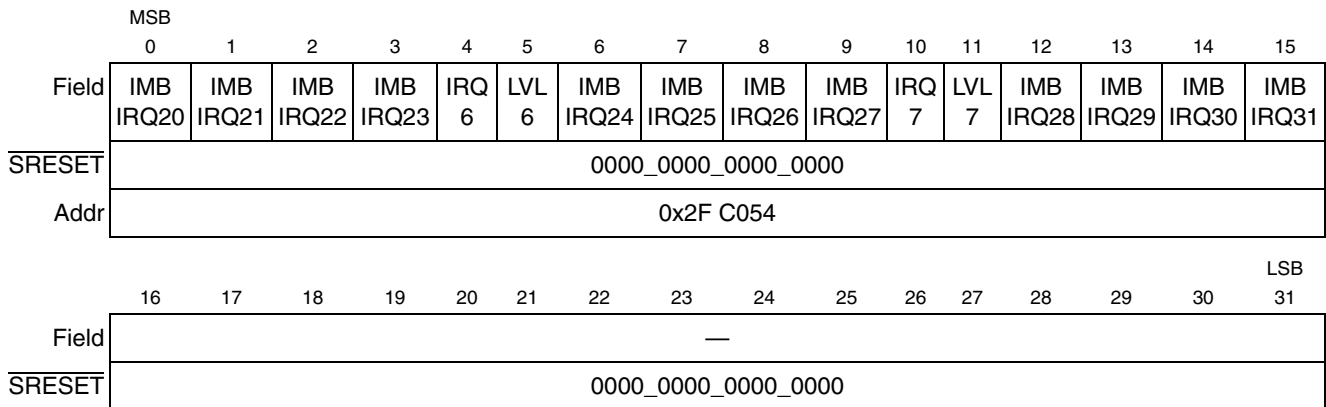 MSB
0 1 2 3 4 5 6 7 8 9 10 11 12 13 14 15
Field IMB IRQ20 IMB IRQ21 IMB IRQ22 IMB IRQ23 IRQ 6 LVL 6 IMB IRQ24 IMB IRQ25 IMB IRQ26 IMB IRQ27 IRQ 7 LVL 7 IMB IRQ28 IMB IRQ29 IMB IRQ30 IMB IRQ31
SRESET 0000_0000_0000_0000
Addr 0x2F C054
LSB
16 17 18 19 20 21 22 23 24 25 26 27 28 29 30 31
Field —
SRESET 0000_0000_0000_0000